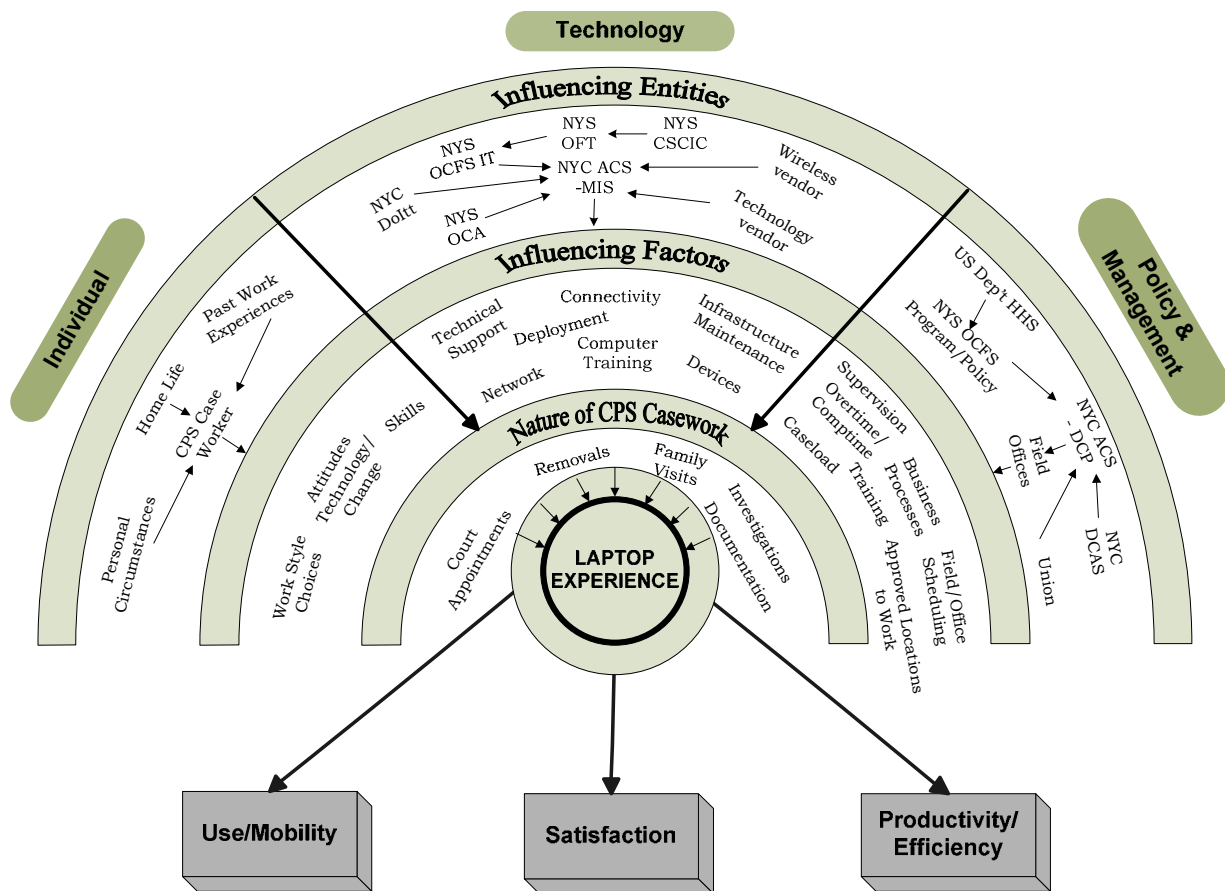 Technology
Influencing Entities
NYS
OFT
NYS
CSCIC
NYS
OCFS IT
NYC ACS
-MIS
Wireless
vendor
NYC
DoItt
NYS
OCA
Technology
vendor
Individual
Past Work
Experiences
Home Life
CPS Case
Worker
Personal
Circumstances
Policy &
Management
US Dep't HHS
NYS OCFS
Program/Policy
NYC ACS
- DCP
Field
Offices
NYC
DCAS
Union
Influencing Factors
Technical
Support
Connectivity
Deployment
Infrastructure
Maintenance
Computer
Training
Network
Devices
Skills
Attitudes
Technology/
Change
Work Style
Choices
Supervision
Overtime/
Comptime
Caseload
Business
Processes
Training
Field/Office
Scheduling
Approved Locations
to Work
Nature of CPS Casework
Removals
Family
Visits
Court
Appointments
Investigations
Documentation
LAPTOP
EXPERIENCE
Use/Mobility
Satisfaction
Productivity/
Efficiency